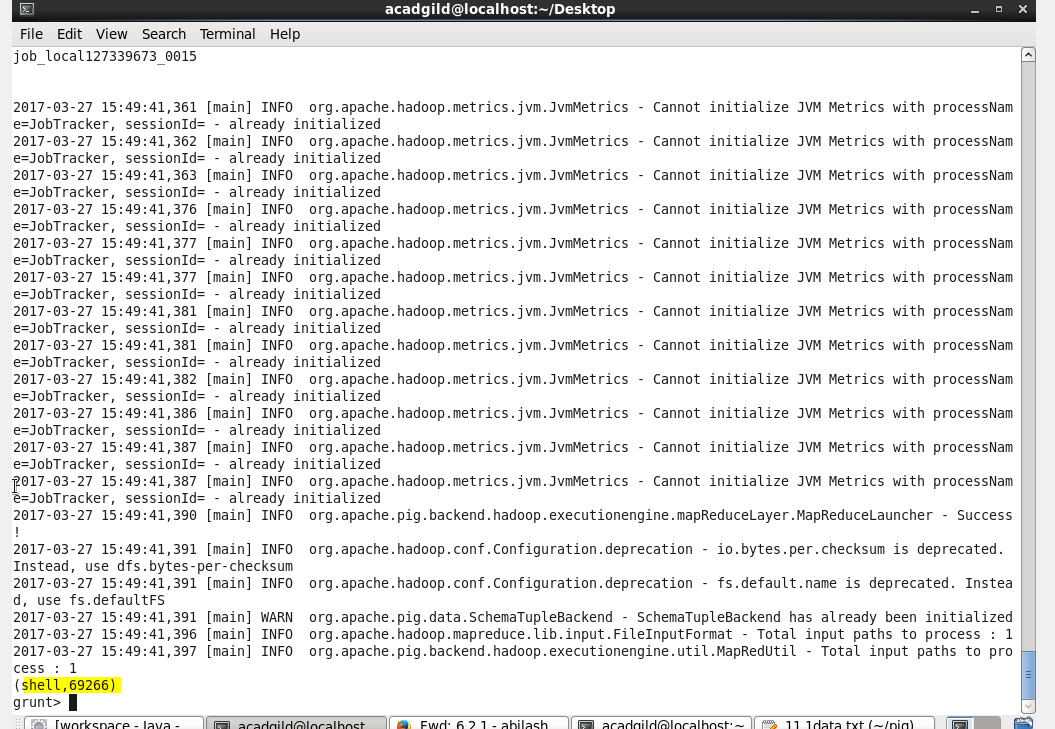 acadgild@localhost:~/Desktop
File Edit View Search Terminal Help
job_local127339673_0015
2017-03-27 15:49:41,361 [main] INFO  org.apache.hadoop.metrics.jvm.JvmMetrics - Cannot initialize JVM Metrics with processNam
e=JobTracker, sessionId= - already initialized
2017-03-27 15:49:41,362 [main] INFO  org.apache.hadoop.metrics.jvm.JvmMetrics - Cannot initialize JVM Metrics with processNam
e=JobTracker, sessionId= - already initialized
2017-03-27 15:49:41,363 [main] INFO  org.apache.hadoop.metrics.jvm.JvmMetrics - Cannot initialize JVM Metrics with processNam
e=JobTracker, sessionId= - already initialized
2017-03-27 15:49:41,376 [main] INFO  org.apache.hadoop.metrics.jvm.JvmMetrics - Cannot initialize JVM Metrics with processNam
e=JobTracker, sessionId= - already initialized
2017-03-27 15:49:41,377 [main] INFO  org.apache.hadoop.metrics.jvm.JvmMetrics - Cannot initialize JVM Metrics with processNam
e=JobTracker, sessionId= - already initialized
2017-03-27 15:49:41,377 [main] INFO  org.apache.hadoop.metrics.jvm.JvmMetrics - Cannot initialize JVM Metrics with processNam
e=JobTracker, sessionId= - already initialized
2017-03-27 15:49:41,381 [main] INFO  org.apache.hadoop.metrics.jvm.JvmMetrics - Cannot initialize JVM Metrics with processNam
e=JobTracker, sessionId= - already initialized
2017-03-27 15:49:41,381 [main] INFO  org.apache.hadoop.metrics.jvm.JvmMetrics - Cannot initialize JVM Metrics with processNam
e=JobTracker, sessionId= - already initialized
2017-03-27 15:49:41,382 [main] INFO  org.apache.hadoop.metrics.jvm.JvmMetrics - Cannot initialize JVM Metrics with processNam
e=JobTracker, sessionId= - already initialized
2017-03-27 15:49:41,386 [main] INFO  org.apache.hadoop.metrics.jvm.JvmMetrics - Cannot initialize JVM Metrics with processNam
e=JobTracker, sessionId= - already initialized
2017-03-27 15:49:41,387 [main] INFO  org.apache.hadoop.metrics.jvm.JvmMetrics - Cannot initialize JVM Metrics with processNam
e=JobTracker, sessionId= - already initialized
2017-03-27 15:49:41,387 [main] INFO  org.apache.hadoop.metrics.jvm.JvmMetrics - Cannot initialize JVM Metrics with processNam
e=JobTracker, sessionId= - already initialized
2017-03-27 15:49:41,390 [main] INFO  org.apache.pig.backend.hadoop.executionengine.mapReduceLayer.MapReduceLauncher - Success
!
2017-03-27 15:49:41,391 [main] INFO  org.apache.hadoop.conf.Configuration.deprecation - io.bytes.per.checksum is deprecated.
Instead, use dfs.bytes-per-checksum
2017-03-27 15:49:41,391 [main] INFO  org.apache.hadoop.conf.Configuration.deprecation - fs.default.name is deprecated. Instea
d, use fs.defaultFS
2017-03-27 15:49:41,391 [main] WARN  org.apache.pig.data.SchemaTupleBackend - SchemaTupleBackend has already been initialized
2017-03-27 15:49:41,396 [main] INFO  org.apache.hadoop.mapreduce.lib.input.FileInputFormat - Total input paths to process : 1
2017-03-27 15:49:41,397 [main] INFO  org.apache.pig.backend.hadoop.executionengine.util.MapRedUtil - Total input paths to pro
cess : 1
(shell,69266)
grunt>
[workspace - Java - acadgild@localhost Fwd: 6.2.1 - abilash acadgild@localhost:~ 11.1data.txt (~/pig)